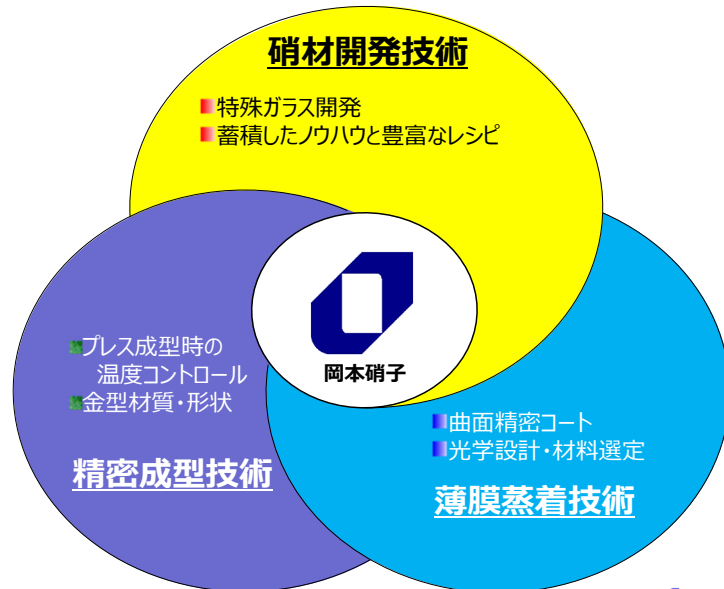 硝材開発技術
特殊ガラス開発
蓄積したノウハウと豊富なレシピ
岡本硝子
プレス成型時の
温度コントロール
金型材質・形状
精密成型技術
曲面精密コート
光学設計・材料選定
薄膜蒸着技術